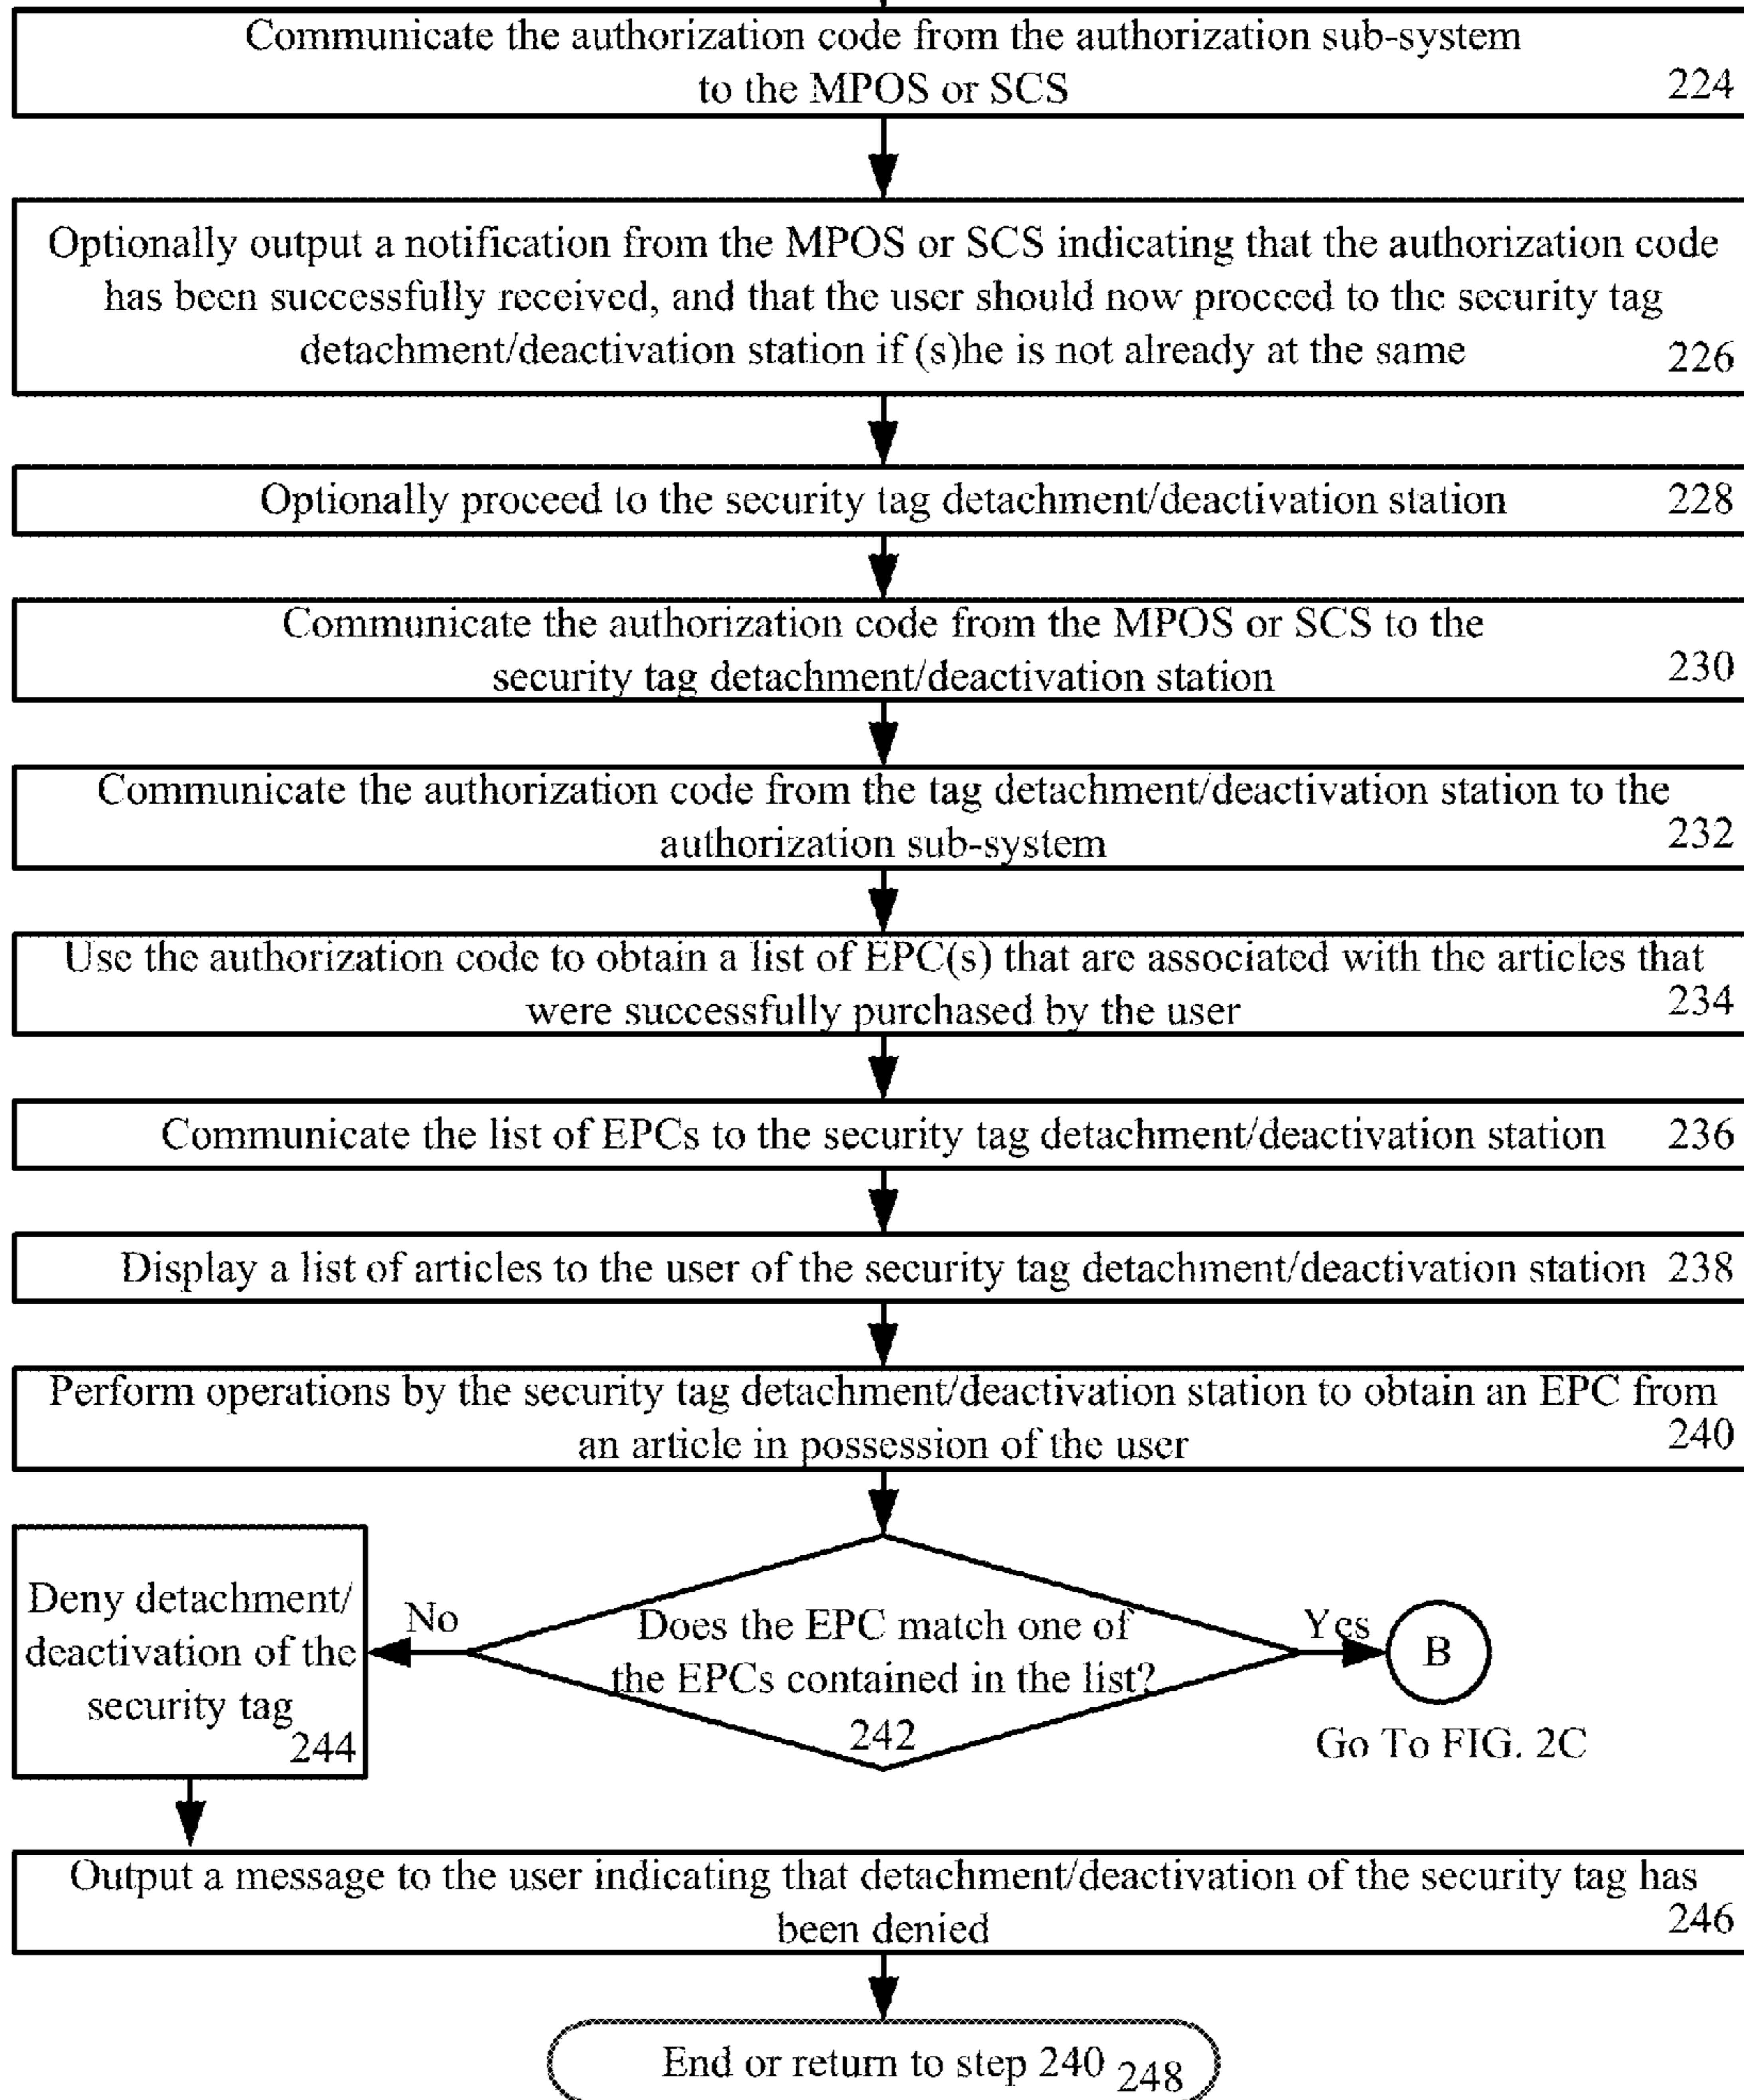 Communicate the authorization code from the authorization sub-system
to the MPOS or SCS
224
Optionally output a notification from the MPOS or SCS indicating that the authorization code
has been successfully received, and that the user should now proceed to the security tag
detachment/deactivation station if (s)he is not already at the same
226
Optionally proceed to the security tag detachment/deactivation station 228
Communicate the authorization code from the MPOS or SCS to the
security tag detachment/deactivation station
230
Communicate the authorization code from the tag detachment/deactivation station to the
authorization sub-system
232
Use the authorization code to obtain a list of EPC(s) that are associated with the articles that
were successfully purchased by the user
234
Communicate the list of EPCs to the security tag detachment/deactivation station 236
Display a list of articles to the user of the security tag detachment/deactivation station 238
Perform operations by the security tag detachment/deactivation station to obtain an EPC from
an article in possession of the user
240
Deny detachment/
deactivation of the
security tag
244
No
Does the EPC match one of
the EPCs contained in the list?
242
Yes
B
Go To FIG. 2C
Output a message to the user indicating that detachment/deactivation of the security tag has
been denied
246
End or return to step 240 248